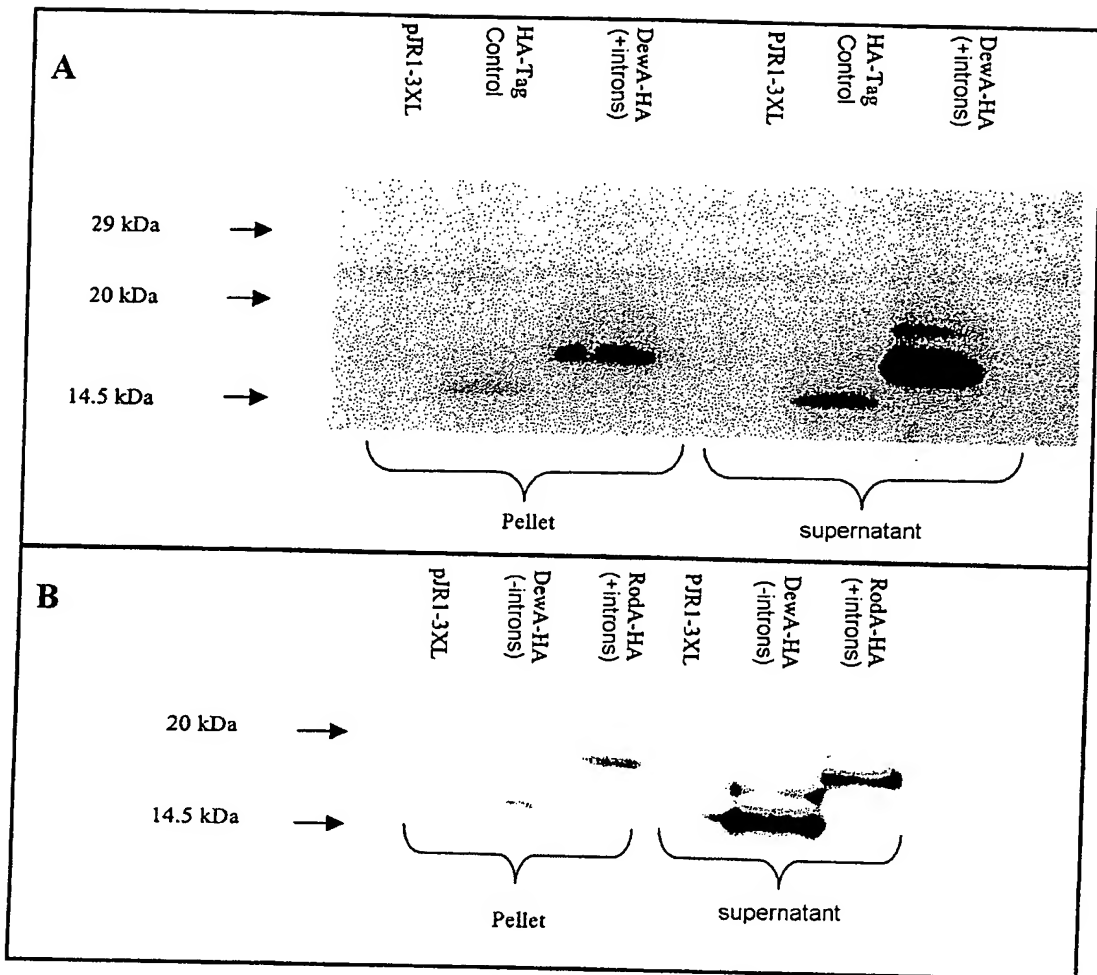 A
pJR1-3XL
HA-Tag
Control
DewA-HA
(+introns)
PJR1-3XL
HA-Tag
Control
DewA-HA
(+introns)
29 kDa
20 kDa
14.5 kDa
Pellet
supernatant
B
pJR1-3XL
DewA-HA
(-introns)
RodA-HA
(+introns)
PJR1-3XL
DewA-HA
(-introns)
RodA-HA
(+introns)
20 kDa
14.5 kDa
Pellet
supernatant